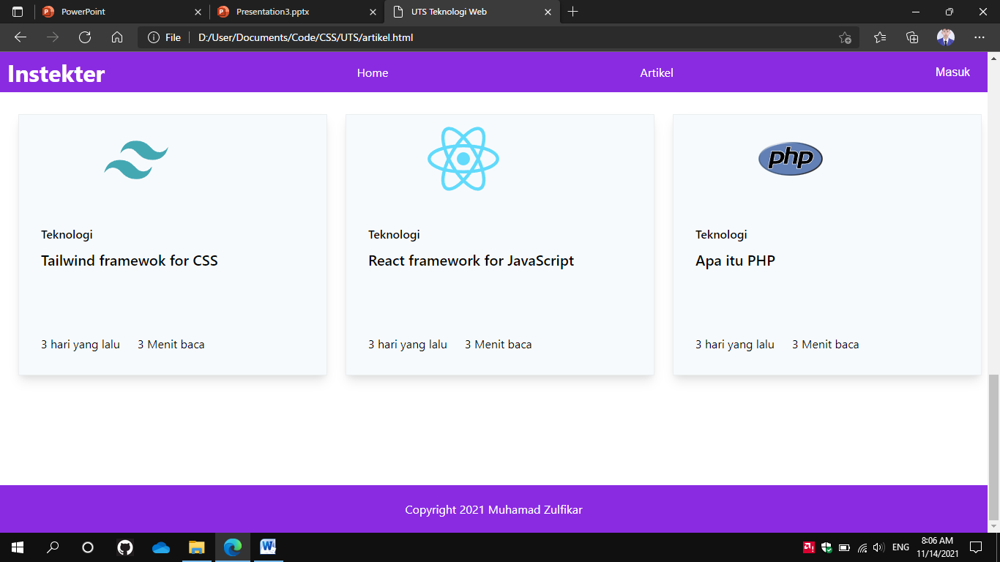 PowerPoint
Presentation3.pptx
UTS Teknologi Web
File
D:/User/Documents/Code/CSS/UTS/artikel.html
Instekter
Home
Artikel
Masuk
php
Teknologi
Tailwind framewok for CSS
3 hari yang lalu 3 Menit baca
Teknologi
React framework for JavaScript
3 hari yang lalu 3 Menit baca
Teknologi
Apa itu PHP
3 hari yang lalu 3 Menit baca
Copyright 2021 Muhamad Zulfikar
ENG
8:06 AM
11/14/2021